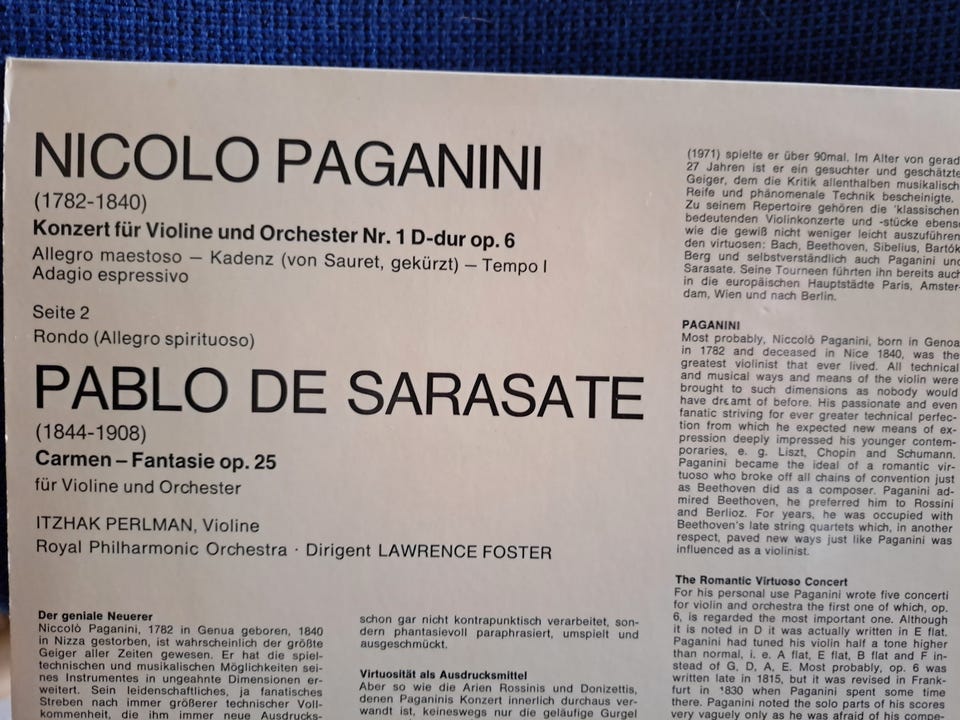 NICOLO PAGANINI
(1782-1840)
Konzert für Violine und Orchester Nr. 1 D-dur op. 6
Allegro maestoso – Kadenz (von Sauret, gekürzt) – Tempo I
Adagio espressivo
Seite 2
Rondo (Allegro spirituoso)
PABLO DE SARASATE
(1844-1908)
Carmen – Fantasie op. 25
für Violine und Orchester
ITZHAK PERLMAN, Violine
Royal Philharmonic Orchestra · Dirigent LAWRENCE FOSTER
Der geniale Neuerer
Niccolò Paganini, 1782 in Genua geboren, 1840
in Nizza gestorben, ist wahrscheinlich der größte
Geiger aller Zeiten gewesen. Er hat die spiel-
technischen und musikalischen Möglichkeiten sei-
nes Instrumentes in ungeahnte Dimensionen er-
weitert. Sein leidenschaftliches, ja fanatisches
Streben nach immer größerer technischer Voll-
kommenheit, die ihm immer neue Ausdrucks-
schon gar nicht kontrapunktisch verarbeitet, son-
dern phantasievoll paraphrasiert, umspielt und
ausgeschmückt.
Virtuosität als Ausdrucksmittel
Aber so wie die Arien Rossinis und Donizettis,
denen Paganinis Konzert innerlich durchaus ver-
wandt ist, keineswegs nur die geläufige Gurgel
(1971) spielte er über 90mal. Im Alter von gerad
27 Jahren ist er ein gesuchter und geschätzte
Geiger, dem die Kritik allenthalben musikalisch
Reife und phänomenale Technik bescheinigte.
Zu seinem Repertoire gehören die 'klassischen
bedeutenden Violinkonzerte und -stücke ebens
wie die gewiß nicht weniger leicht auszuführen
den virtuosen: Bach, Beethoven, Sibelius, Bartók
Berg und selbstverständlich auch Paganini und
Sarasate. Seine Tourneen führten ihn bereits auch
in die europäischen Hauptstädte Paris, Amster-
dam, Wien und nach Berlin.
PAGANINI
Most probably, Niccolò Paganini, born in Genoa
in 1782 and deceased in Nice 1840, was the
greatest violinist that ever lived. All technical
and musical ways and means of the violin were
brought to such dimensions as nobody would
have dreamt of before. His passionate and even
fanatic striving for ever greater technical perfec-
tion from which he expected new means of ex-
pression deeply impressed his younger contem-
poraries, e. g. Liszt, Chopin and Schumann.
Paganini became the ideal of a romantic vir-
tuoso who broke off all chains of convention just
as Beethoven did as a composer. Paganini ad-
mired Beethoven, he preferred him to Rossini
and Berlioz. For years, he was occupied with
Beethoven's late string quartets which, in another
respect, paved new ways just like Paganini was
influenced as a violinist.
The Romantic Virtuoso Concert
For his personal use Paganini wrote five concerti
for violin and orchestra the first one of which, op.
6, is regarded the most important one. Although
it is noted in D it was actually written in E flat.
Paganini had tuned his violin half a tone higher
than normal, i. e. A flat, E flat, B flat and F in-
stead of G, D, A, E. Most probably, op. 6 was
written late in 1815, but it was revised in Frank-
furt in 1830 when Paganini spent some time
there. Paganini noted the solo parts of his scores
very vaguely only as he was afraid of his compe-